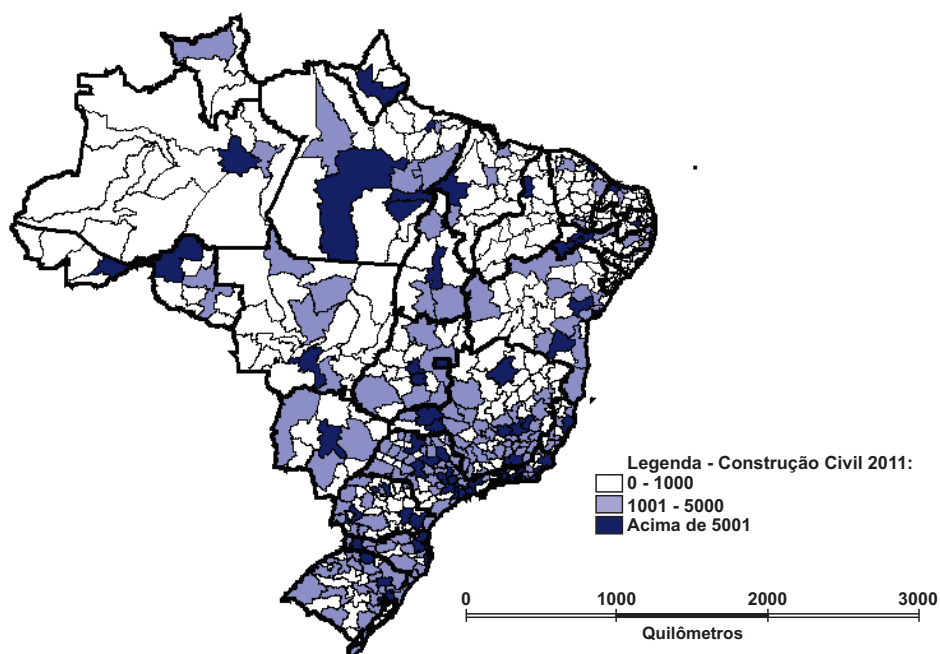 Legenda - Construção Civil 2011:
0 - 1000
1001 - 5000
Acima de 5001
0 1000 2000 3000
Quilômetros